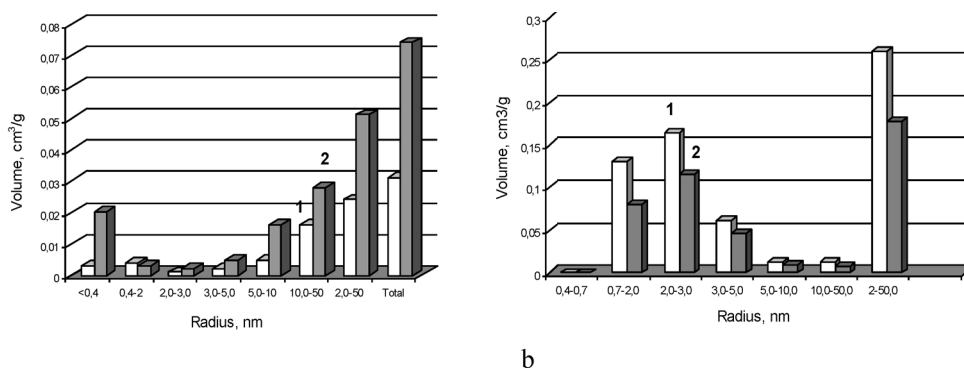 0,08
0,07
0,06
0,05
0,04
0,03
0,02
0,01
0
Volume, cm³/g
1
2
<0,4 0,4-2 2,0-3,0 3,0-5,0 5,0-10 10,0-50 2,0-50 Total
Radius, nm
0,3
0,25
0,2
0,15
0,1
0,05
0
Volume, cm3/g
1
2
0,4-0,7 0,7-2,0 2,0-3,0 3,0-5,0 5,0-10,0 10,0-50,0 2-50,0
Radius, nm
b